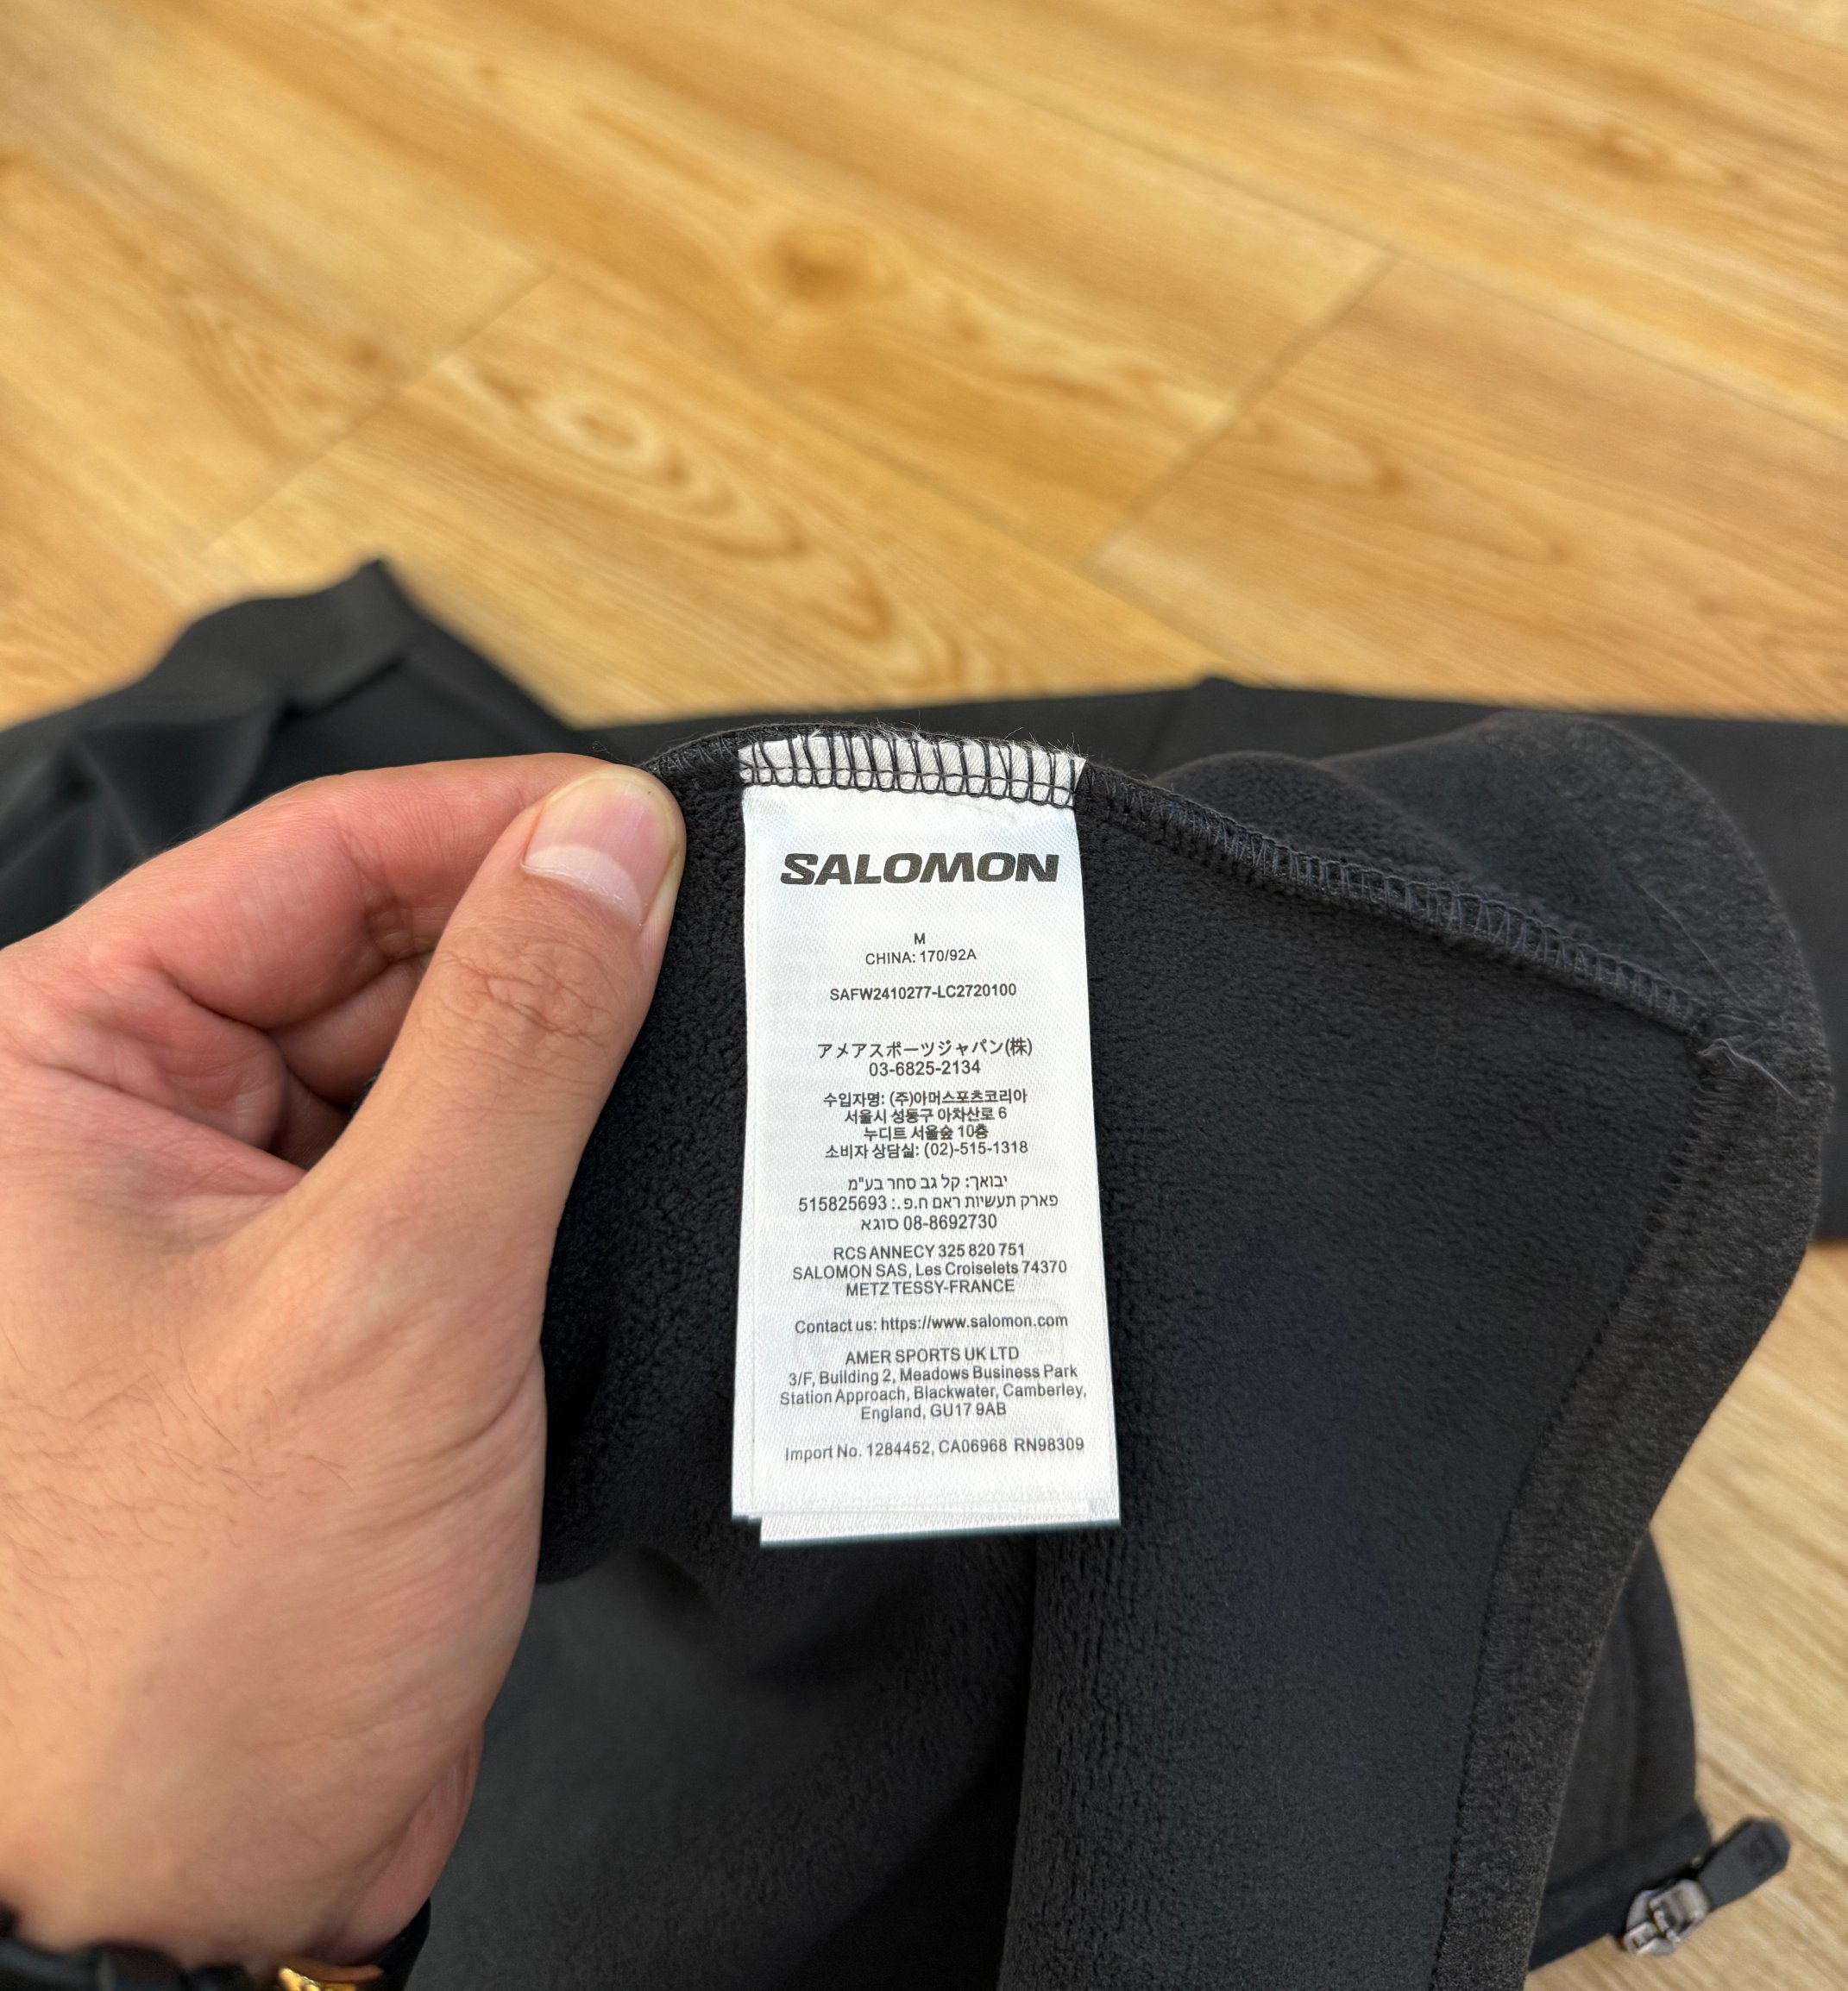 SALOMON
M
CHINA: 170/92A
SAFW2410277-LC2720100
アメアスポーツジャパン(株)
03-6825-2134
수입자명: (주)아머스포츠코리아
서울시 성동구 아차산로 6
누디트 서울숲 10층
소비자 상담실: (02)-515-1318
יבואך: קל גב סחר בע"מ
פארק תעשיות ראם ח.פ.: 515825693
08-8692730 סוגא
RCS ANNECY 325 820 751
SALOMON SAS, Les Croiselets 74370
METZ TESSY-FRANCE
Contact us: https://www.salomon.com
AMER SPORTS UK LTD
3/F, Building 2, Meadows Business Park
Station Approach, Blackwater, Camberley,
England, GU17 9AB
Import No. 1284452, CA06968 RN98309